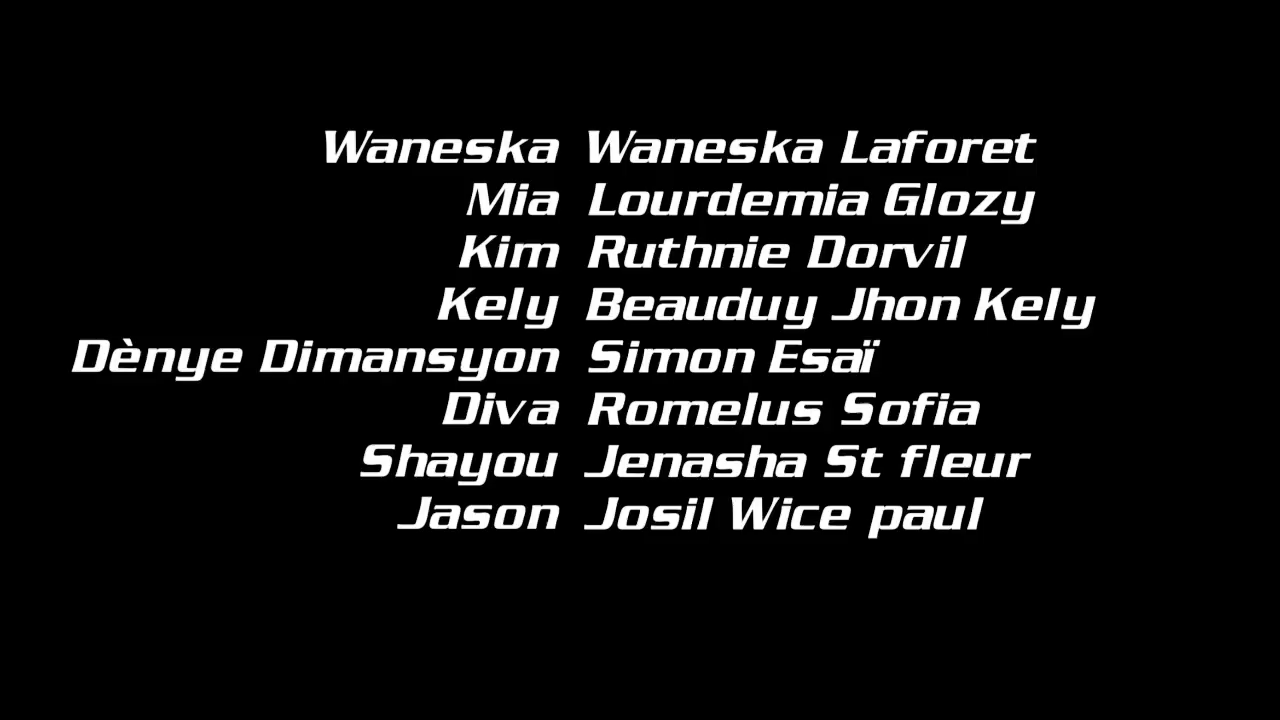 Waneska Waneska Laforet
Mia Lourdemia Glozy
Kim Ruthnie Dorvil
Kely Beauduy Jhon Kely
Dènye Dimansyon Simon Esaï
Diva Romelus Sofia
Shayou Jenasha St fleur
Jason Josil Wice paul